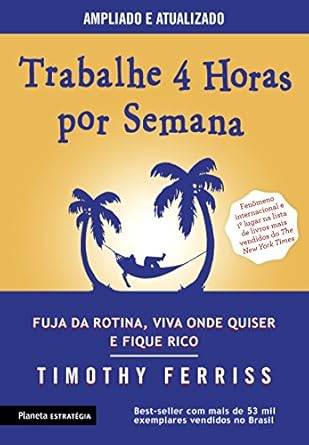 AMPLIADO E ATUALIZADO
Trabalhe 4 Horas
por Semana
Fenômeno
internacional e
1º lugar na lista
de livros mais
vendidos do The
New York Times
FUJA DA ROTINA, VIVA ONDE QUISER
E FIQUE RICO
TIMOTHY FERRISS
Planeta ESTRATÉGIA
Best-seller com mais de 53 mil
exemplares vendidos no Brasil